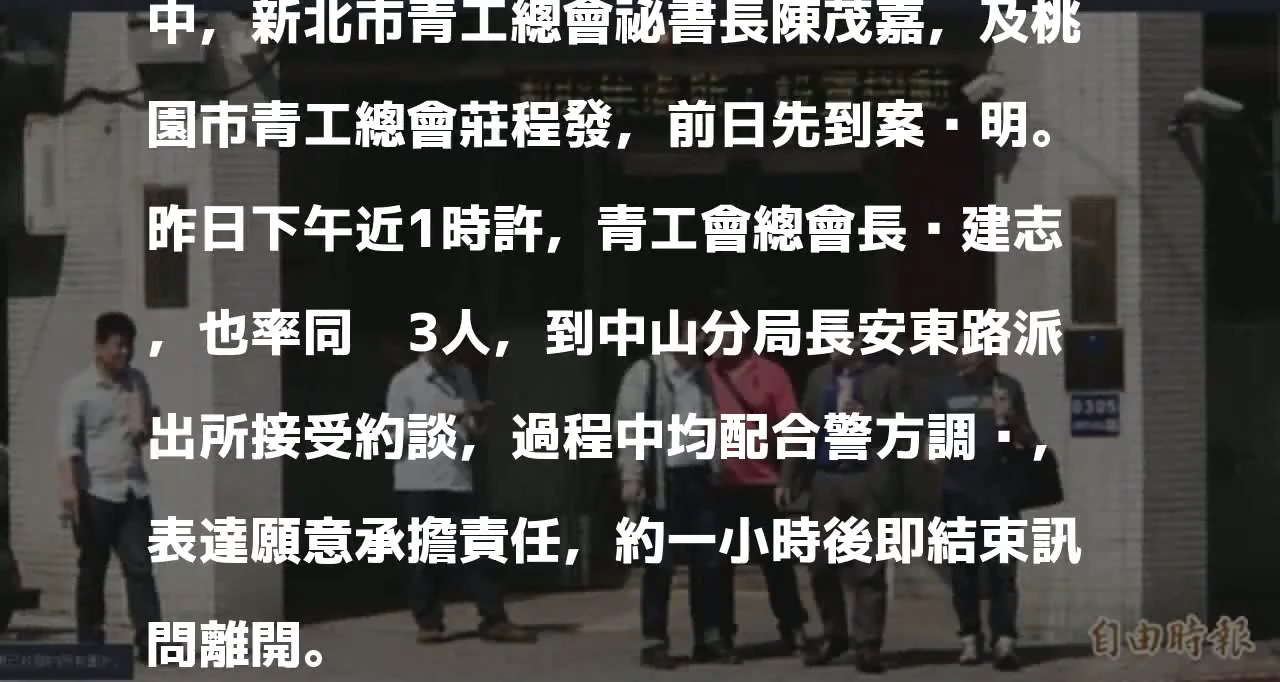 中，新北市青工總會祕書長陳茂嘉，及桃
園市青工總會莊程發，前日先到案▪明。
昨日下午近1時許，青工會總會長▪建志
，也率同　3人，到中山分局長安東路派
出所接受約談，過程中均配合警方調▪，
表達願意承擔責任，約一小時後即結束訊
問離開。
0305
自由時報